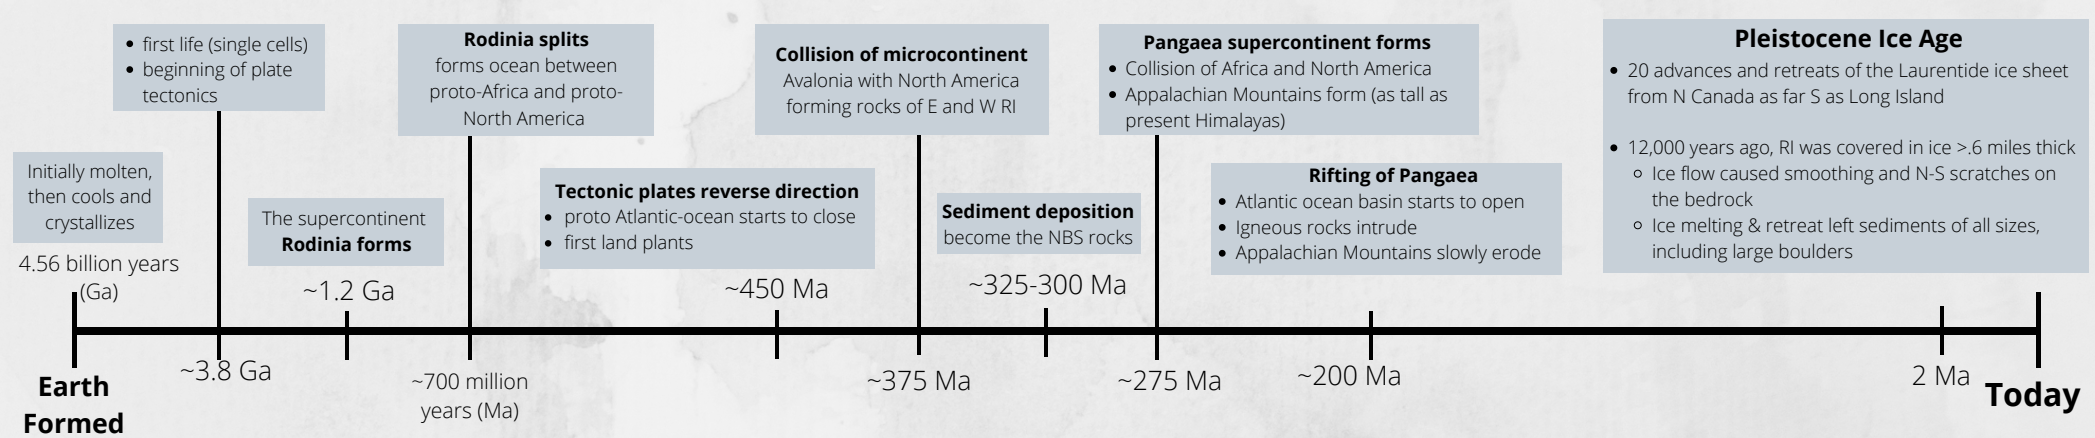 Initially molten,
then cools and
crystallizes
4.56 billion years
(Ga)
Earth
Formed
• first life (single cells)
• beginning of plate
tectonics
~3.8 Ga
The supercontinent
Rodinia forms
~1.2 Ga
Rodinia splits
forms ocean between
proto-Africa and proto-
North America
~700 million
years (Ma)
Tectonic plates reverse direction
• proto Atlantic-ocean starts to close
• first land plants
~450 Ma
Collision of microcontinent
Avalonia with North America
forming rocks of E and W RI
~375 Ma
Sediment deposition
become the NBS rocks
~325-300 Ma
Pangaea supercontinent forms
• Collision of Africa and North America
• Appalachian Mountains form (as tall as
present Himalayas)
~275 Ma
Rifting of Pangaea
• Atlantic ocean basin starts to open
• Igneous rocks intrude
• Appalachian Mountains slowly erode
~200 Ma
Pleistocene Ice Age
• 20 advances and retreats of the Laurentide ice sheet
from N Canada as far S as Long Island
• 12,000 years ago, RI was covered in ice >.6 miles thick
◦ Ice flow caused smoothing and N-S scratches on
the bedrock
◦ Ice melting & retreat left sediments of all sizes,
including large boulders
2 Ma
Today